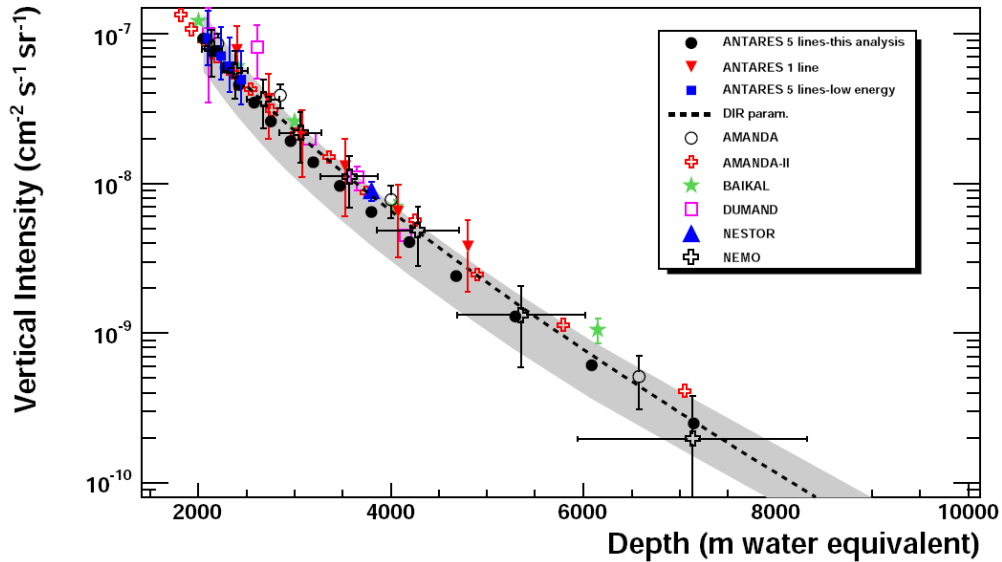 Vertical Intensity (cm-2 s-1 sr-1)
10-7
10-8
10-9
10-10
ANTARES 5 lines-this analysis
ANTARES 1 line
ANTARES 5 lines-low energy
DIR param.
AMANDA
AMANDA-II
BAIKAL
DUMAND
NESTOR
NEMO
2000 4000 6000 8000 10000
Depth (m water equivalent)